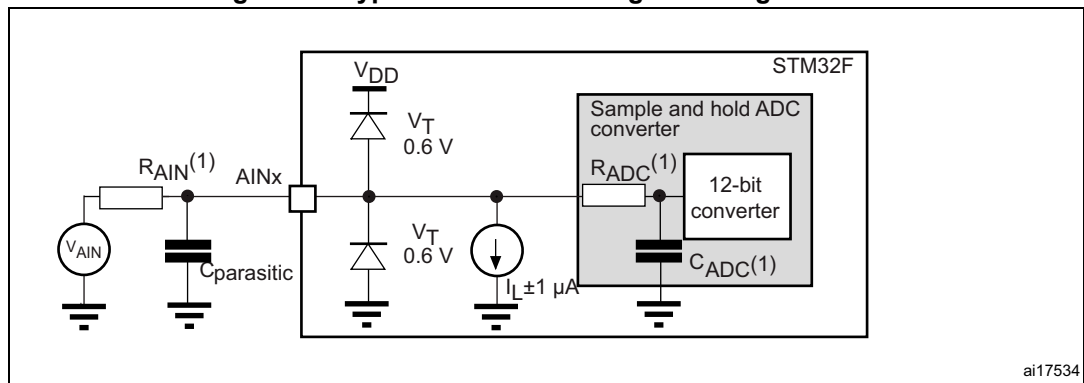 STM32F
VDD
Sample and hold ADC
converter
VT
0.6 V
RAIN(1)
AINx
RADC(1)
12-bit
converter
VAIN
VT
0.6 V
Cparasitic
IL±1 µA
CADC(1)
ai17534